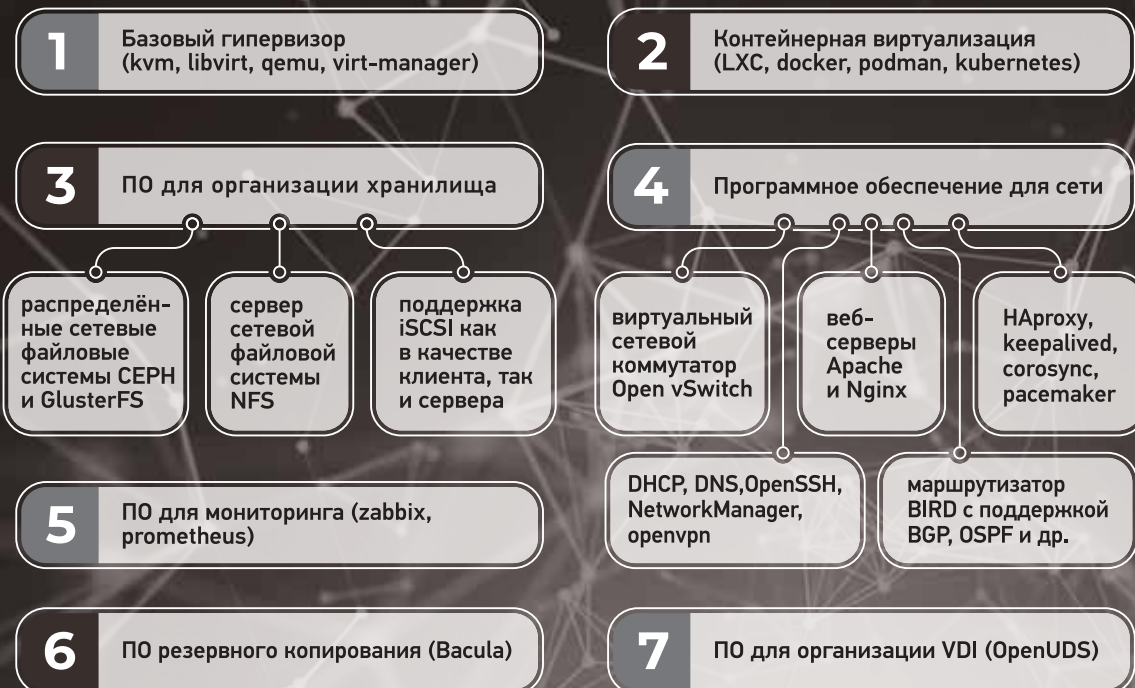 1
Базовый гипервизор
(kvm, libvirt, qemu, virt-manager)
2
Контейнерная виртуализация
(LXC, docker, podman, kubernetes)
3
ПО для организации хранилища
распределён-
ные сетевые
файловые
системы CEPH
и GlusterFS
сервер
сетевой
файловой
системы
NFS
поддержка
iSCSI как
в качестве
клиента, так
и сервера
4
Программное обеспечение для сети
виртуальный
сетевой
коммутатор
Open vSwitch
веб-
серверы
Apache
и Nginx
HAproxy,
keepalived,
corosync,
pacemaker
DHCP, DNS,OpenSSH,
NetworkManager,
openvpn
маршрутизатор
BIRD с поддержкой
BGP, OSPF и др.
5
ПО для мониторинга (zabbix,
prometheus)
6
ПО резервного копирования (Bacula)
7
ПО для организации VDI (OpenUDS)